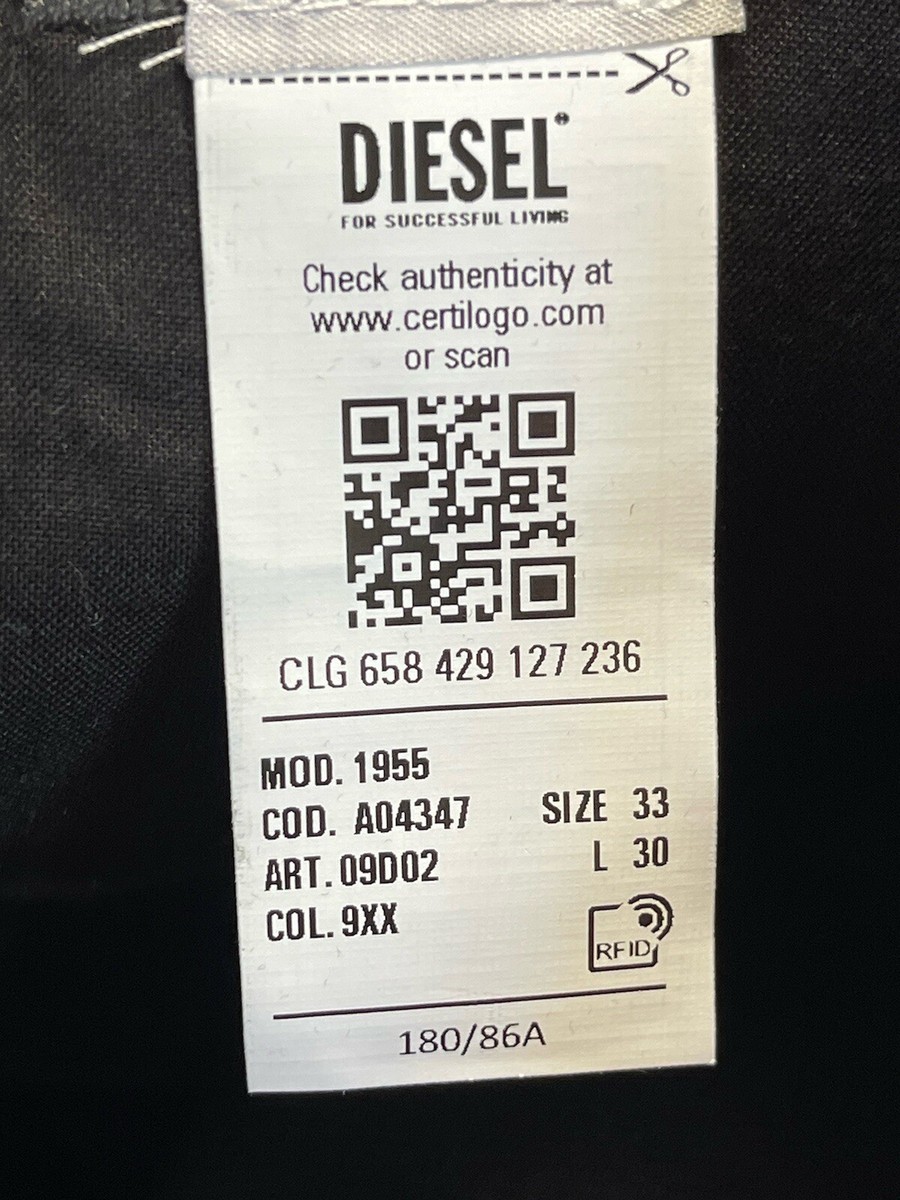 DIESEL®
FOR SUCCESSFUL LIVING
Check authenticity at
www.certilogo.com
or scan
CLG 658 429 127 236
MOD. 1955
COD. A04347 SIZE 33
ART. 09D02 L 30
COL. 9XX
RFID
180/86A